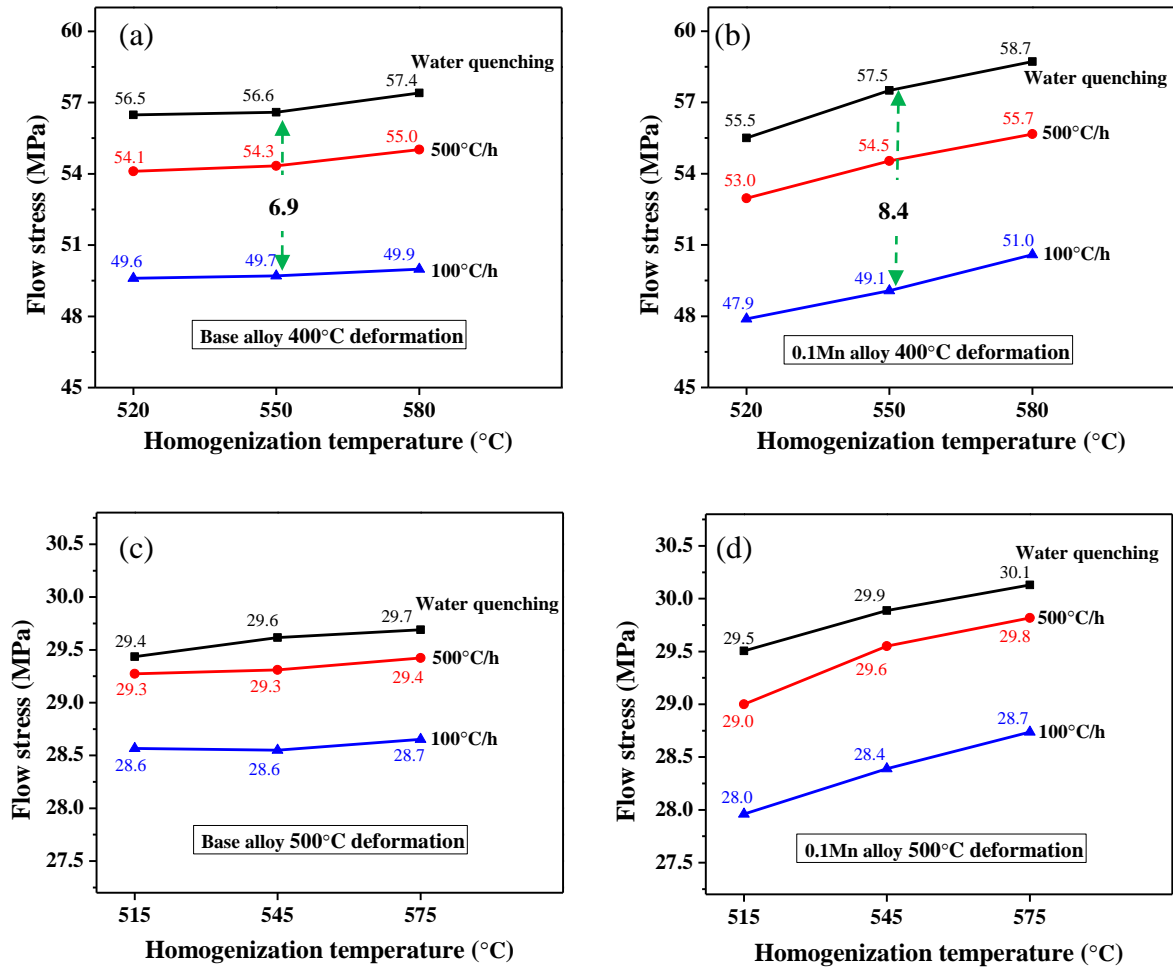 (a)
Flow stress (MPa)
60
57
54
51
48
45
Water quenching
56.5
56.6
57.4
54.1
54.3
55.0
500°C/h
6.9
49.6
49.7
49.9
100°C/h
Base alloy 400°C deformation
520
550
580
Homogenization temperature (°C)
(b)
Flow stress (MPa)
60
57
54
51
48
45
55.5
57.5
58.7
Water quenching
53.0
54.5
55.7
500°C/h
8.4
47.9
49.1
51.0
100°C/h
0.1Mn alloy 400°C deformation
520
550
580
Homogenization temperature (°C)
(c)
Flow stress (MPa)
30.5
30.0
29.5
29.0
28.5
28.0
27.5
29.4
29.6
29.7
Water quenching
29.3
29.3
29.4
500°C/h
28.6
28.6
28.7
100°C/h
Base alloy 500°C deformation
515
545
575
Homogenization temperature (°C)
(d)
Flow stress (MPa)
30.5
30.0
29.5
29.0
28.5
28.0
27.5
Water quenching
29.5
29.9
30.1
29.0
29.6
29.8
500°C/h
28.0
28.4
28.7
100°C/h
0.1Mn alloy 500°C deformation
515
545
575
Homogenization temperature (°C)